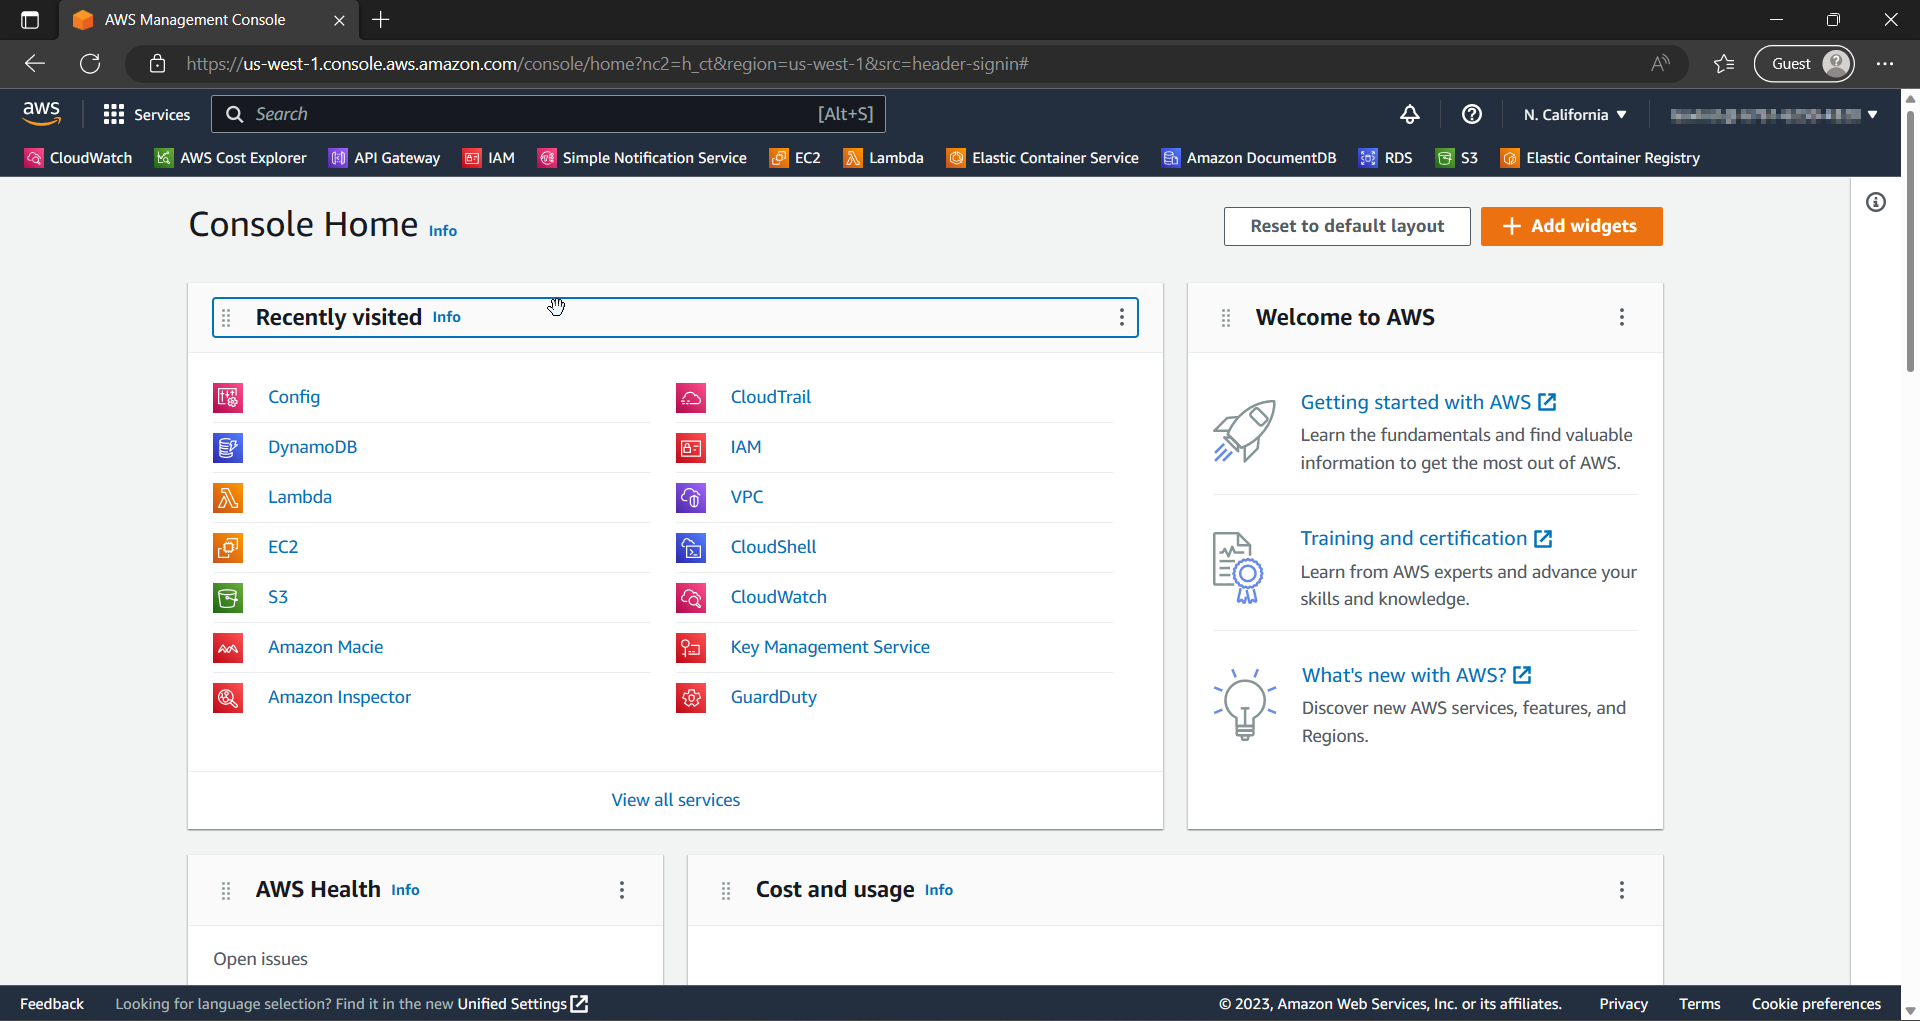 AWS Management Console
https://us-west-1.console.aws.amazon.com/console/home?nc2=h_ct&region=us-west-1&src=header-signin#
Guest
aws
Services
Search
[Alt+S]
N. California
CloudWatch
AWS Cost Explorer
API Gateway
IAM
Simple Notification Service
EC2
Lambda
Elastic Container Service
Amazon DocumentDB
RDS
S3
Elastic Container Registry
Console Home Info
Reset to default layout
Add widgets
Recently visited Info
Config
CloudTrail
DynamoDB
IAM
Lambda
VPC
EC2
CloudShell
S3
CloudWatch
Amazon Macie
Key Management Service
Amazon Inspector
GuardDuty
View all services
Welcome to AWS
Getting started with AWS
Learn the fundamentals and find valuable
information to get the most out of AWS.
Training and certification
Learn from AWS experts and advance your
skills and knowledge.
What's new with AWS?
Discover new AWS services, features, and
Regions.
AWS Health Info
Open issues
Cost and usage Info
Feedback
Looking for language selection? Find it in the new Unified Settings
© 2023, Amazon Web Services, Inc. or its affiliates.
Privacy
Terms
Cookie preferences